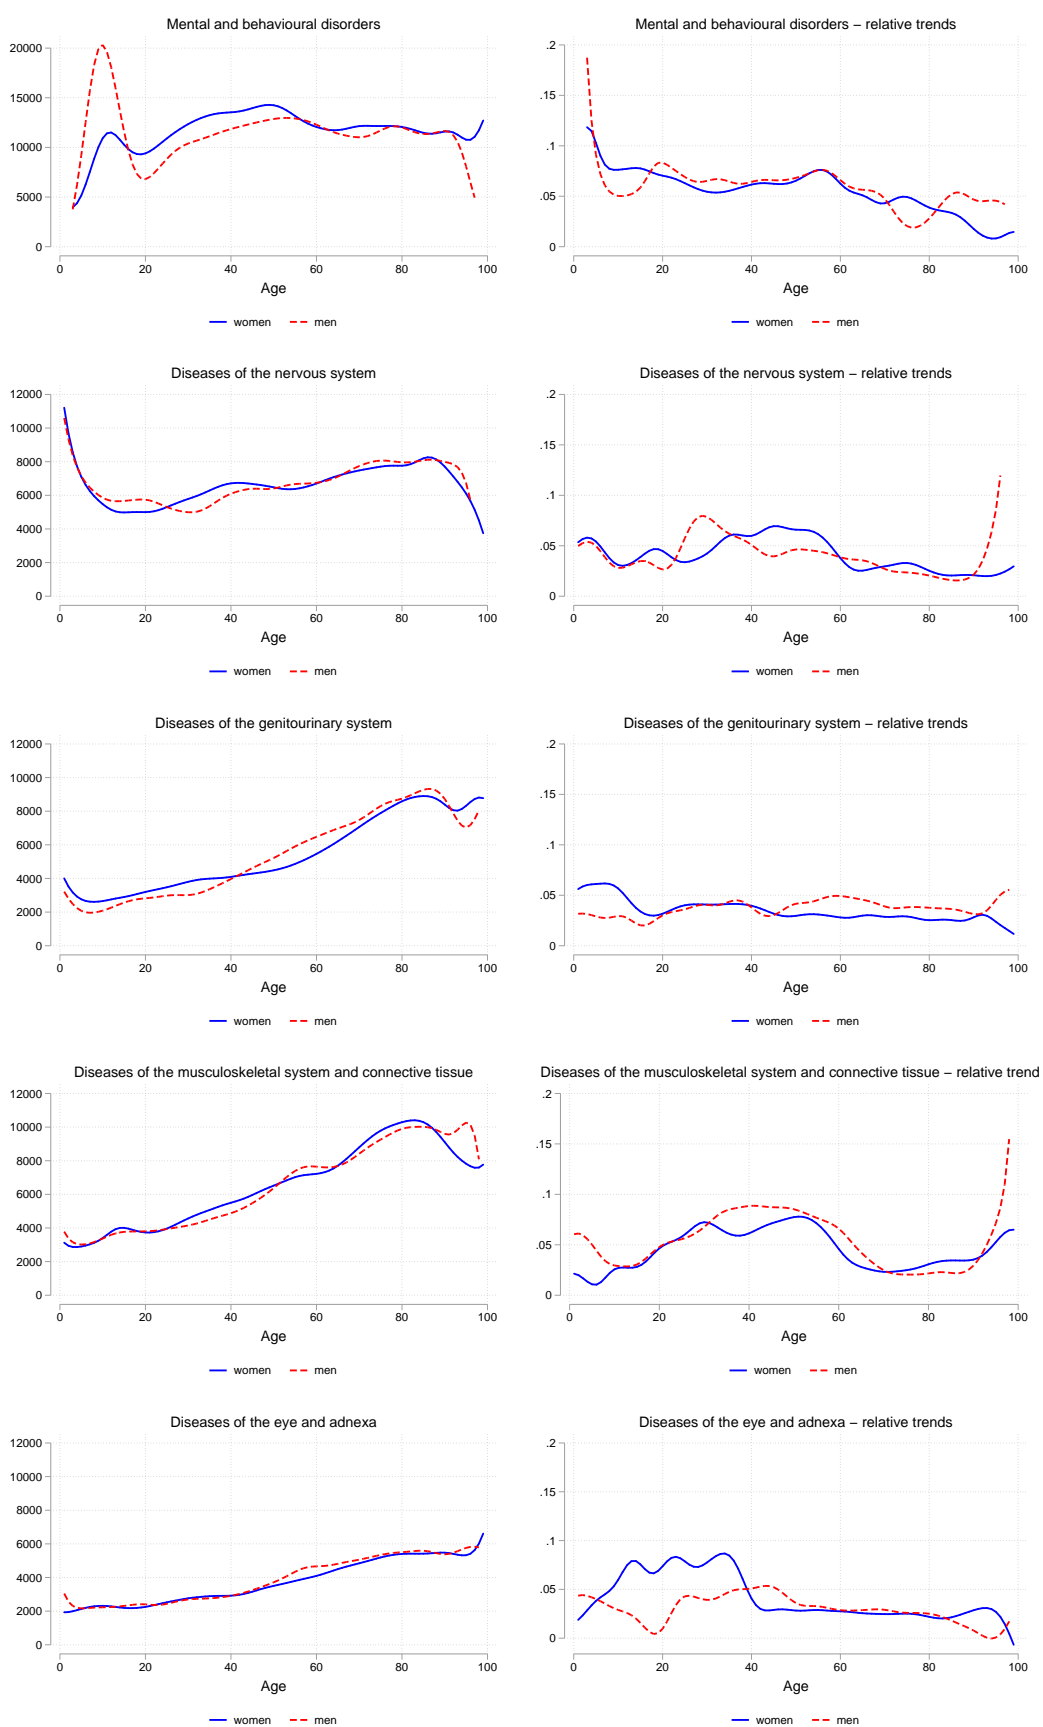 Mental and behavioural disorders
20000
15000
10000
5000
0
0 20 40 60 80 100
Age
women men
Mental and behavioural disorders – relative trends
.2
.15
.1
.05
0
0 20 40 60 80 100
Age
women men
Diseases of the nervous system
12000
10000
8000
6000
4000
2000
0
0 20 40 60 80 100
Age
women men
Diseases of the nervous system – relative trends
.2
.15
.1
.05
0
0 20 40 60 80 100
Age
women men
Diseases of the genitourinary system
12000
10000
8000
6000
4000
2000
0
0 20 40 60 80 100
Age
women men
Diseases of the genitourinary system – relative trends
.2
.15
.1
.05
0
0 20 40 60 80 100
Age
women men
Diseases of the musculoskeletal system and connective tissue
12000
10000
8000
6000
4000
2000
0
0 20 40 60 80 100
Age
women men
Diseases of the musculoskeletal system and connective tissue – relative trend
.2
.15
.1
.05
0
0 20 40 60 80 100
Age
women men
Diseases of the eye and adnexa
12000
10000
8000
6000
4000
2000
0
0 20 40 60 80 100
Age
women men
Diseases of the eye and adnexa – relative trends
.2
.15
.1
.05
0
0 20 40 60 80 100
Age
women men